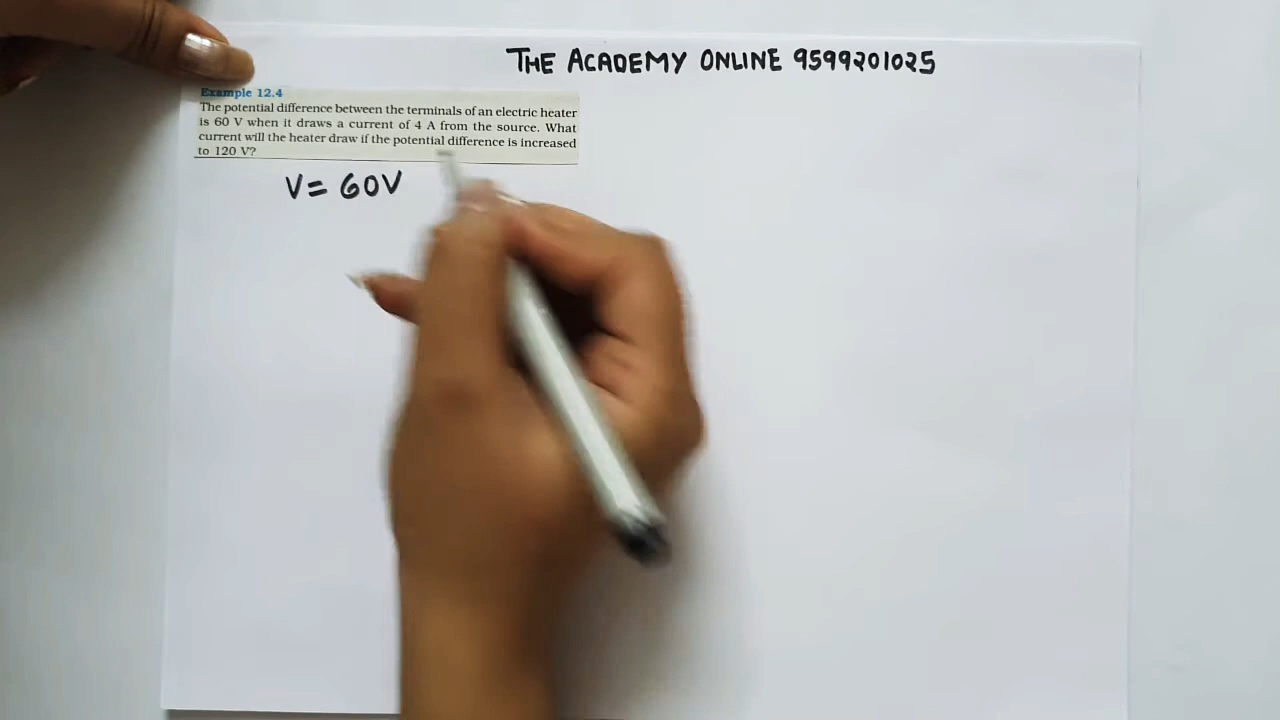 THE ACADEMY ONLINE 9599201025
Example 12.4
The potential difference between the terminals of an electric heater
is 60 V when it draws a current of 4 A from the source. What
current will the heater draw if the potential difference is increased
to 120 V?
V= 60V